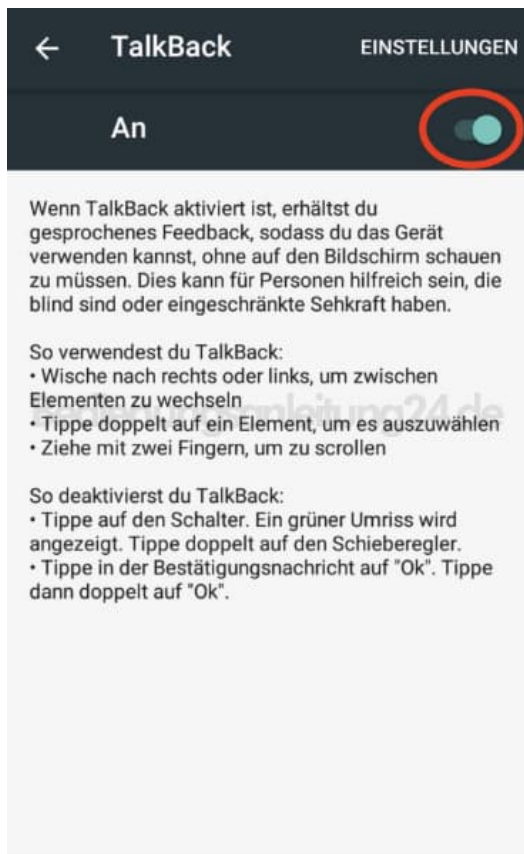 TalkBack
EINSTELLUNGEN
An
Wenn TalkBack aktiviert ist, erhältst du
gesprochenes Feedback, sodass du das Gerät
verwenden kannst, ohne auf den Bildschirm schauen
zu müssen. Dies kann für Personen hilfreich sein, die
blind sind oder eingeschränkte Sehkraft haben.
So verwendest du TalkBack:
• Wische nach rechts oder links, um zwischen
Elementen zu wechseln
• Tippe doppelt auf ein Element, um es auszuwählen
• Ziehe mit zwei Fingern, um zu scrollen
So deaktivierst du TalkBack:
• Tippe auf den Schalter. Ein grüner Umriss wird
angezeigt. Tippe doppelt auf den Schieberegler.
• Tippe in der Bestätigungsnachricht auf "Ok". Tippe
dann doppelt auf "Ok".
bedienungsanleitung24.de